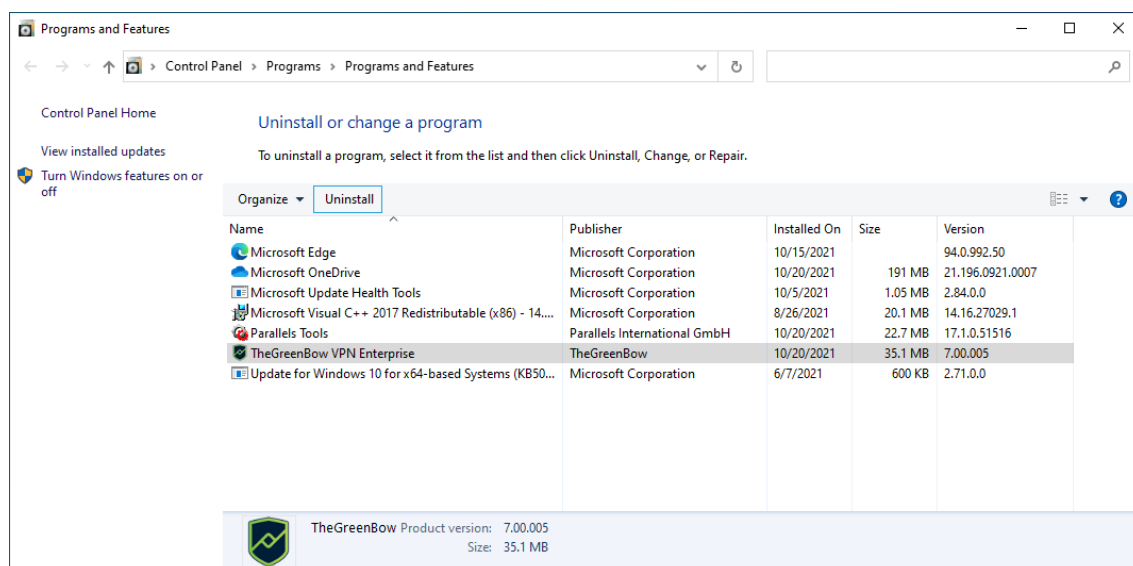 Programs and Features
Control Panel > Programs > Programs and Features
Control Panel Home
View installed updates
Turn Windows features on or
off
Uninstall or change a program
To uninstall a program, select it from the list and then click Uninstall, Change, or Repair.
Organize Uninstall
Name Publisher Installed On Size Version
Microsoft Edge Microsoft Corporation 10/15/2021 94.0.992.50
Microsoft OneDrive Microsoft Corporation 10/20/2021 191 MB 21.196.0921.0007
Microsoft Update Health Tools Microsoft Corporation 10/5/2021 1.05 MB 2.84.0.0
Microsoft Visual C++ 2017 Redistributable (x86) - 14.... Microsoft Corporation 8/26/2021 20.1 MB 14.16.27029.1
Parallels Tools Parallels International GmbH 10/20/2021 22.7 MB 17.1.0.51516
TheGreenBow VPN Enterprise TheGreenBow 10/20/2021 35.1 MB 7.00.005
Update for Windows 10 for x64-based Systems (KB50... Microsoft Corporation 6/7/2021 600 KB 2.71.0.0
TheGreenBow Product version: 7.00.005
Size: 35.1 MB